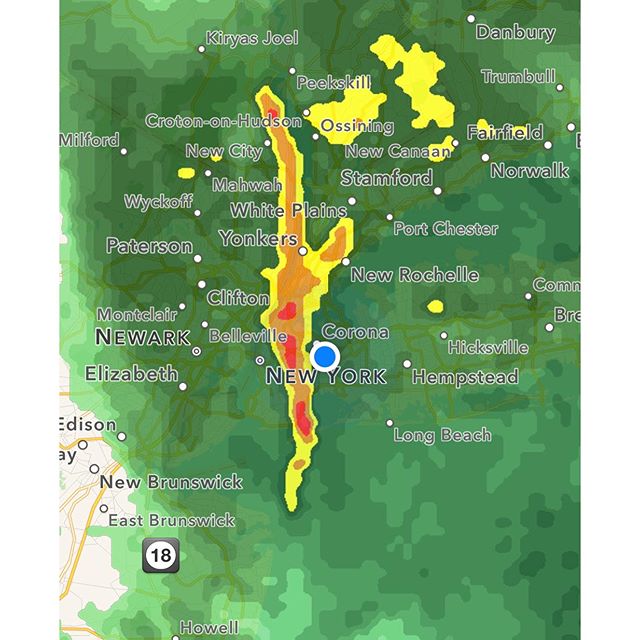 Danbury
Kiryas Joel
Trumbull
Peekskill
Croton-on-Hudson
Ossining
Fairfield
Milford
New City
New Canaan
Norwalk
Mahwah
Stamford
Wyckoff
White Plains
Port Chester
Paterson
Yonkers
New Rochelle
Clifton
Com
Montclair
Bre
NEWARK
Belleville
Corona
Hicksville
Elizabeth
NEW YORK
Hempstead
Edison
Long Beach
ay
New Brunswick
East Brunswick
18
Howell